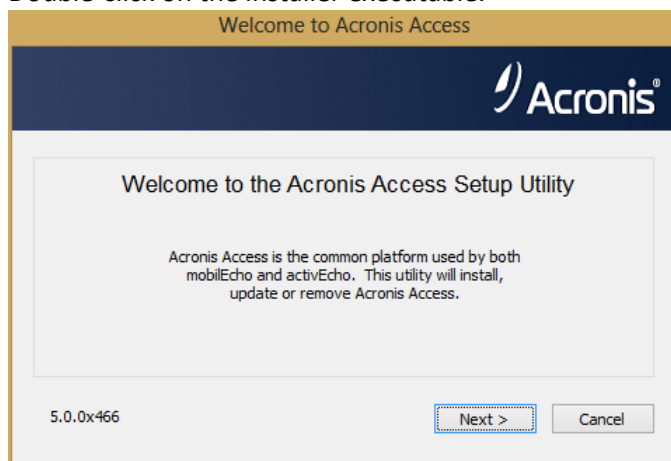 Double-click on the installer executable.
Welcome to Acronis Access
Acronis®
Welcome to the Acronis Access Setup Utility
Acronis Access is the common platform used by both
mobilEcho and activEcho. This utility will install,
update or remove Acronis Access.
5.0.0x466
Next >
Cancel